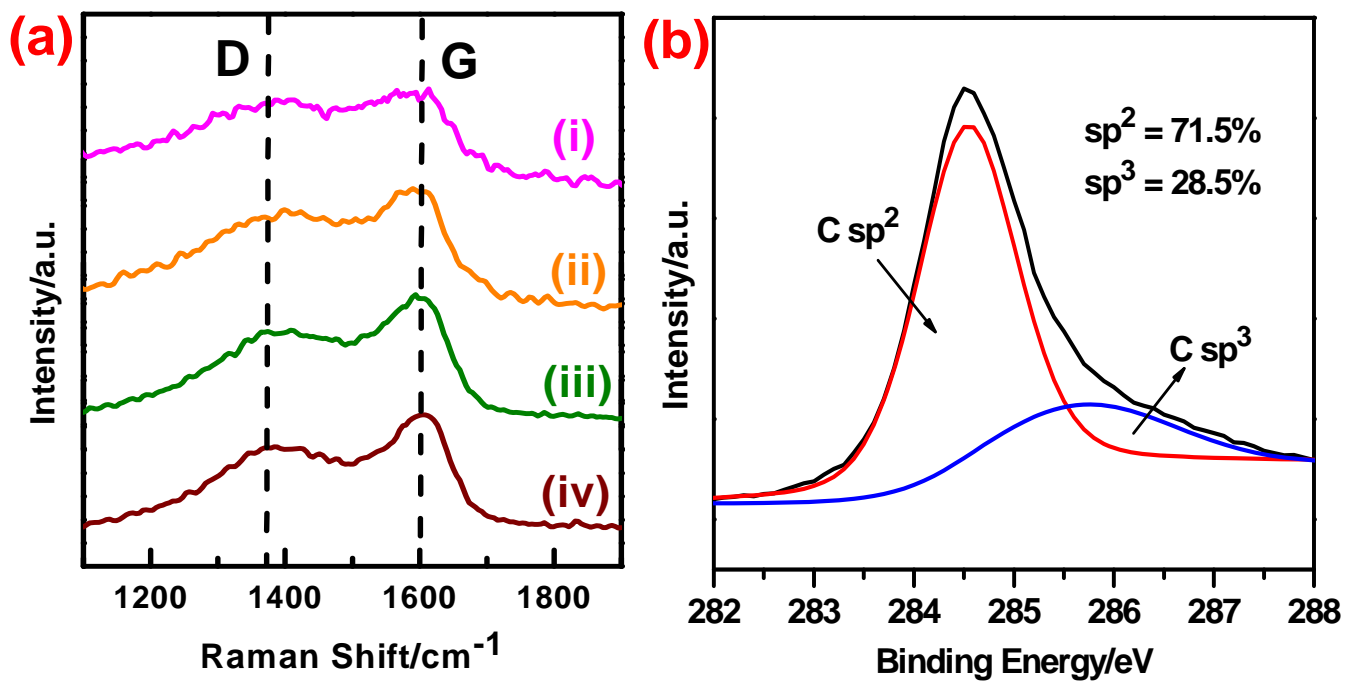 (a)
D
G
(i)
(ii)
(iii)
(iv)
Intensity/a.u.
1200
1400
1600
1800
Raman Shift/cm⁻¹
(b)
sp² = 71.5%
sp³ = 28.5%
C sp²
C sp³
Intensity/a.u.
282
283
284
285
286
287
288
Binding Energy/eV